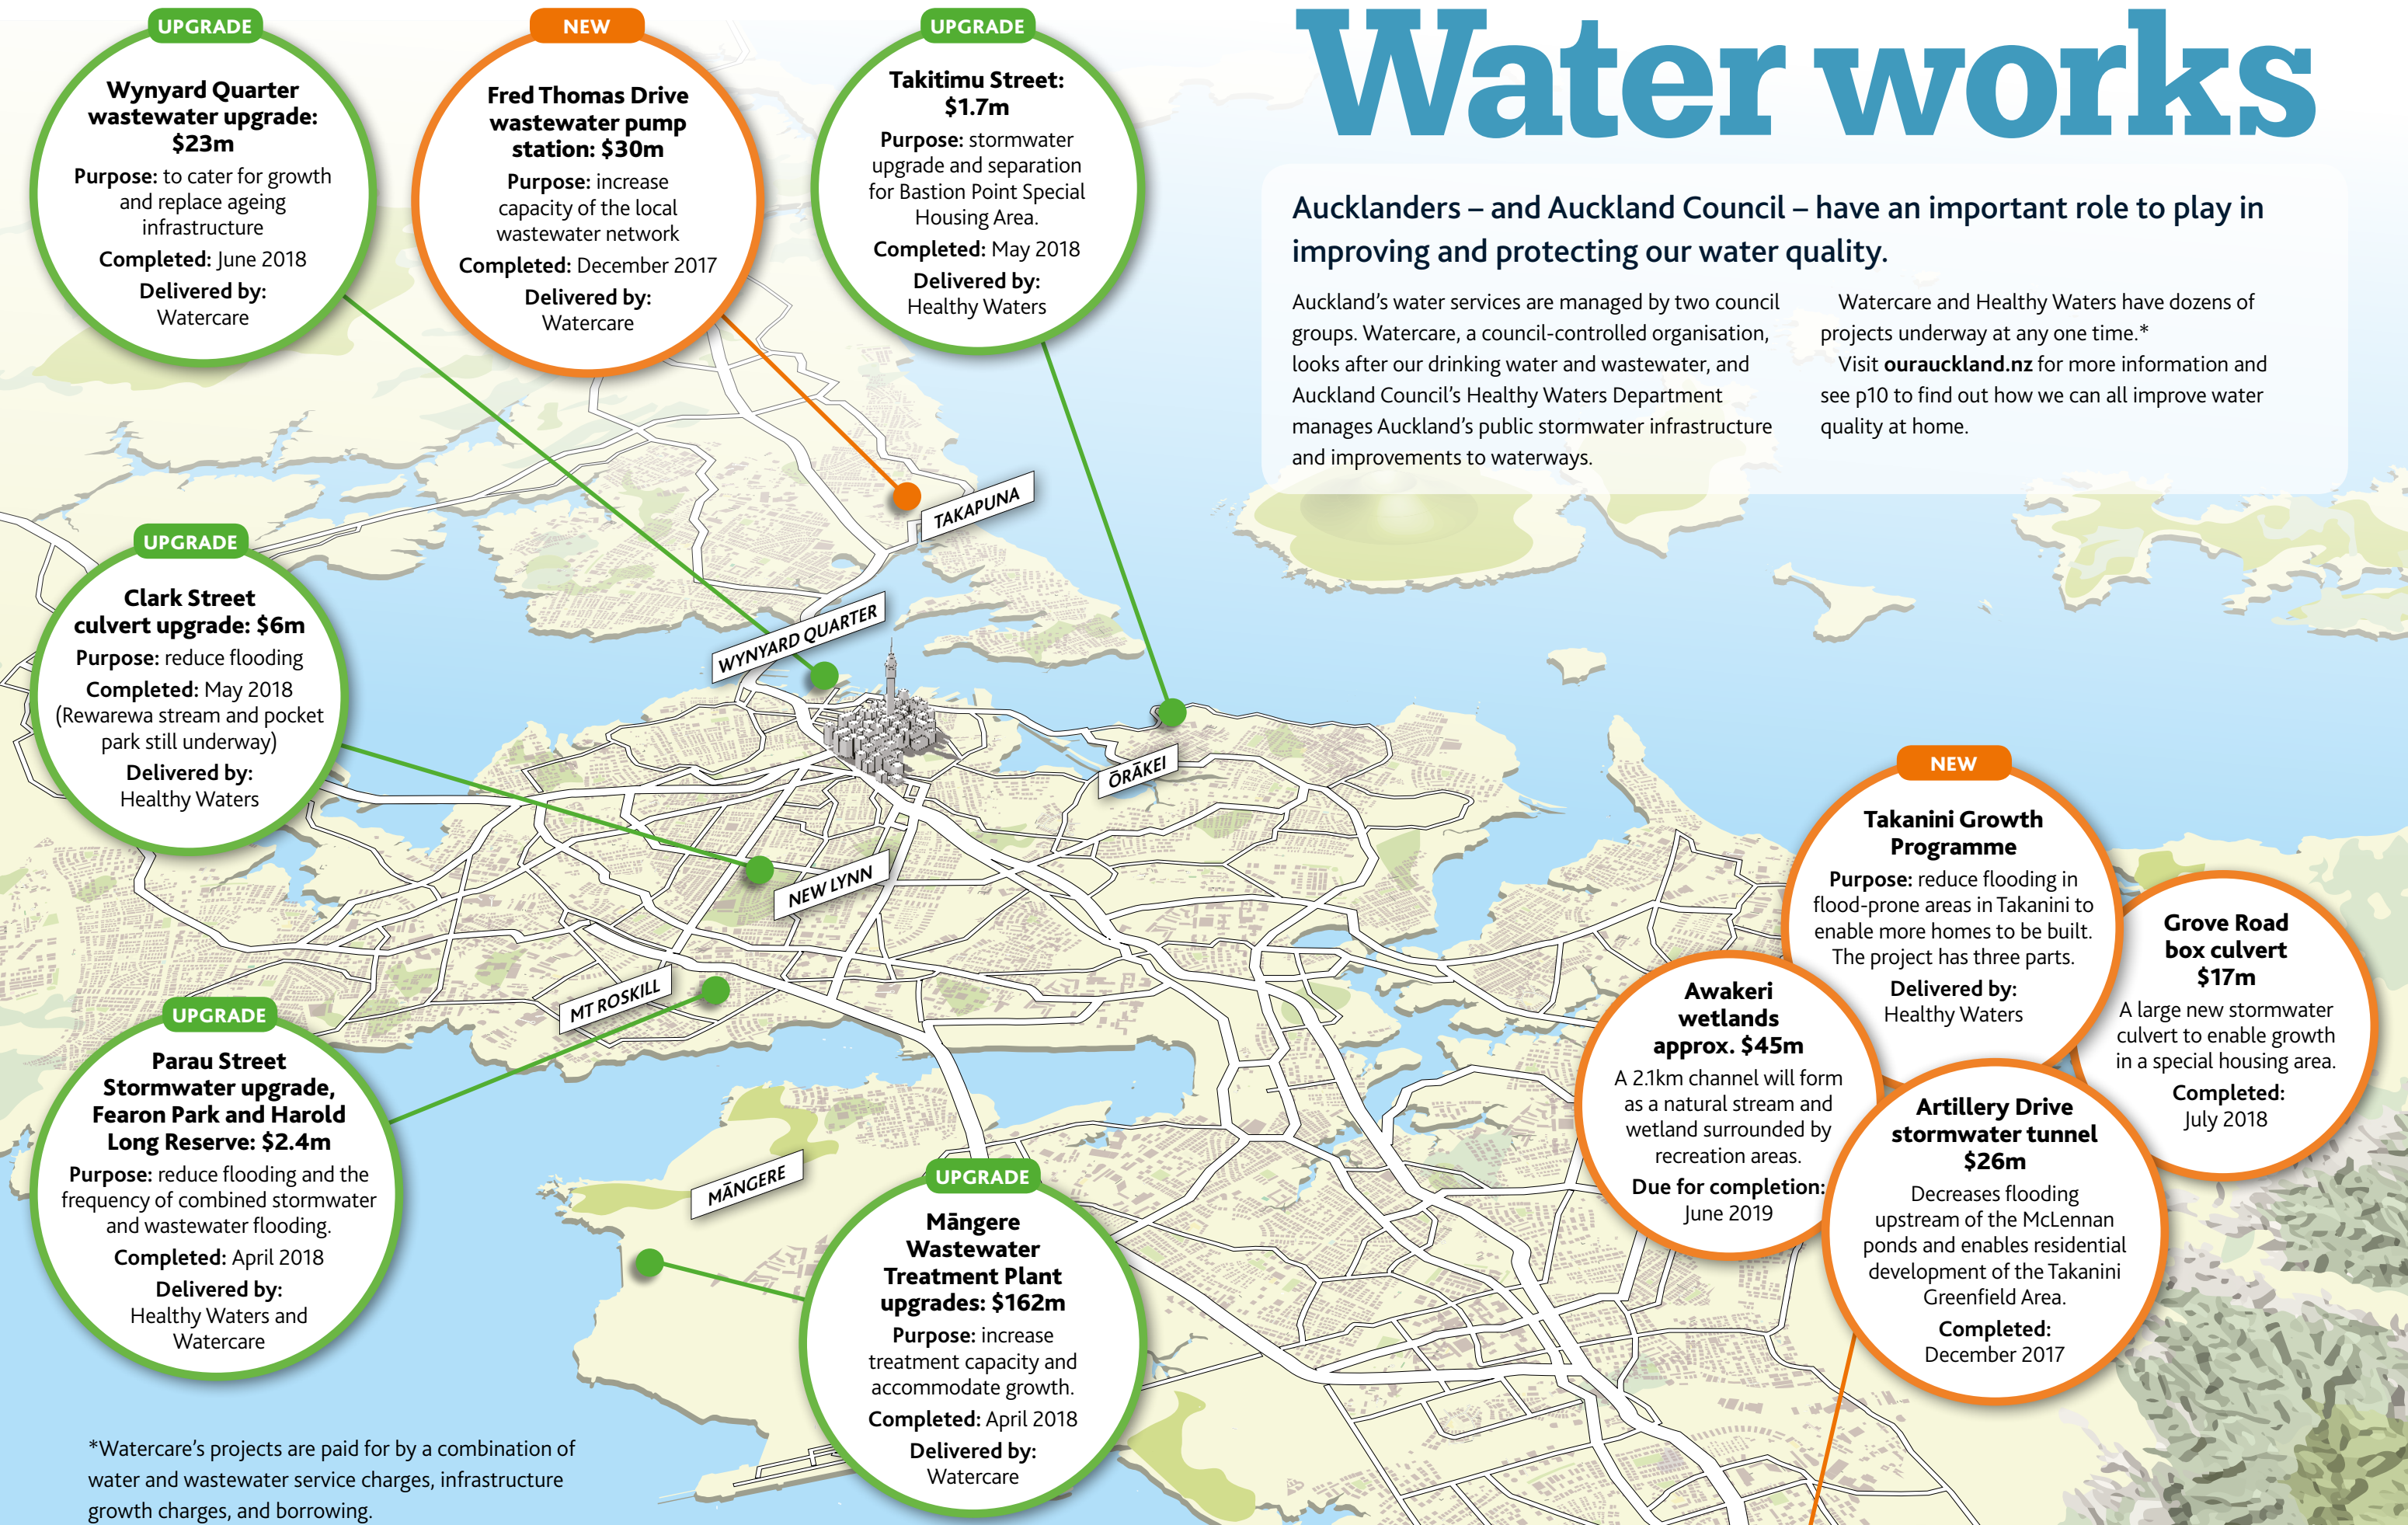 Water works
Aucklanders – and Auckland Council – have an important role to play in
improving and protecting our water quality.
Auckland's water services are managed by two council
groups. Watercare, a council-controlled organisation,
looks after our drinking water and wastewater, and
Auckland Council's Healthy Waters Department
manages Auckland's public stormwater infrastructure
and improvements to waterways.
Watercare and Healthy Waters have dozens of
projects underway at any one time.*
Visit ourauckland.nz for more information and
see p10 to find out how we can all improve water
quality at home.
UPGRADE
Wynyard Quarter
wastewater upgrade:
$23m
Purpose: to cater for growth
and replace ageing
infrastructure
Completed: June 2018
Delivered by:
Watercare
NEW
Fred Thomas Drive
wastewater pump
station: $30m
Purpose: increase
capacity of the local
wastewater network
Completed: December 2017
Delivered by:
Watercare
UPGRADE
Takitimu Street:
$1.7m
Purpose: stormwater
upgrade and separation
for Bastion Point Special
Housing Area.
Completed: May 2018
Delivered by:
Healthy Waters
TAKAPUNA
WYNYARD QUARTER
ŌRĀKEI
UPGRADE
Clark Street
culvert upgrade: $6m
Purpose: reduce flooding
Completed: May 2018
(Rewarewa stream and pocket
park still underway)
Delivered by:
Healthy Waters
NEW LYNN
MT ROSKILL
UPGRADE
Parau Street
Stormwater upgrade,
Fearon Park and Harold
Long Reserve: $2.4m
Purpose: reduce flooding and the
frequency of combined stormwater
and wastewater flooding.
Completed: April 2018
Delivered by:
Healthy Waters and
Watercare
MĀNGERE
UPGRADE
Māngere
Wastewater
Treatment Plant
upgrades: $162m
Purpose: increase
treatment capacity and
accommodate growth.
Completed: April 2018
Delivered by:
Watercare
NEW
Takanini Growth
Programme
Purpose: reduce flooding in
flood-prone areas in Takanini to
enable more homes to be built.
The project has three parts.
Delivered by:
Healthy Waters
Awakeri
wetlands
approx. $45m
A 2.1km channel will form
as a natural stream and
wetland surrounded by
recreation areas.
Due for completion:
June 2019
Grove Road
box culvert
$17m
A large new stormwater
culvert to enable growth
in a special housing area.
Completed:
July 2018
Artillery Drive
stormwater tunnel
$26m
Decreases flooding
upstream of the McLennan
ponds and enables residential
development of the Takanini
Greenfield Area.
Completed:
December 2017
*Watercare's projects are paid for by a combination of
water and wastewater service charges, infrastructure
growth charges, and borrowing.